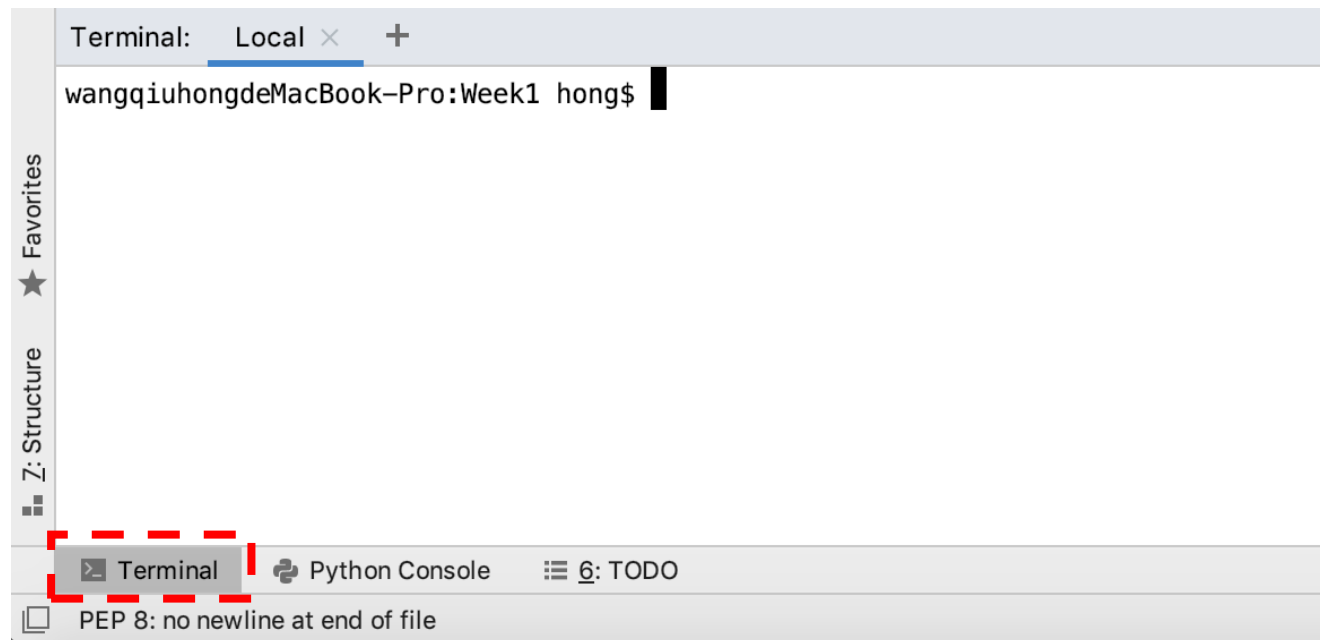 Terminal: Local × +
wangqiuhongdeMacBook-Pro:Week1 hong$
Favorites
7: Structure
Terminal Python Console 6: TODO
PEP 8: no newline at end of file